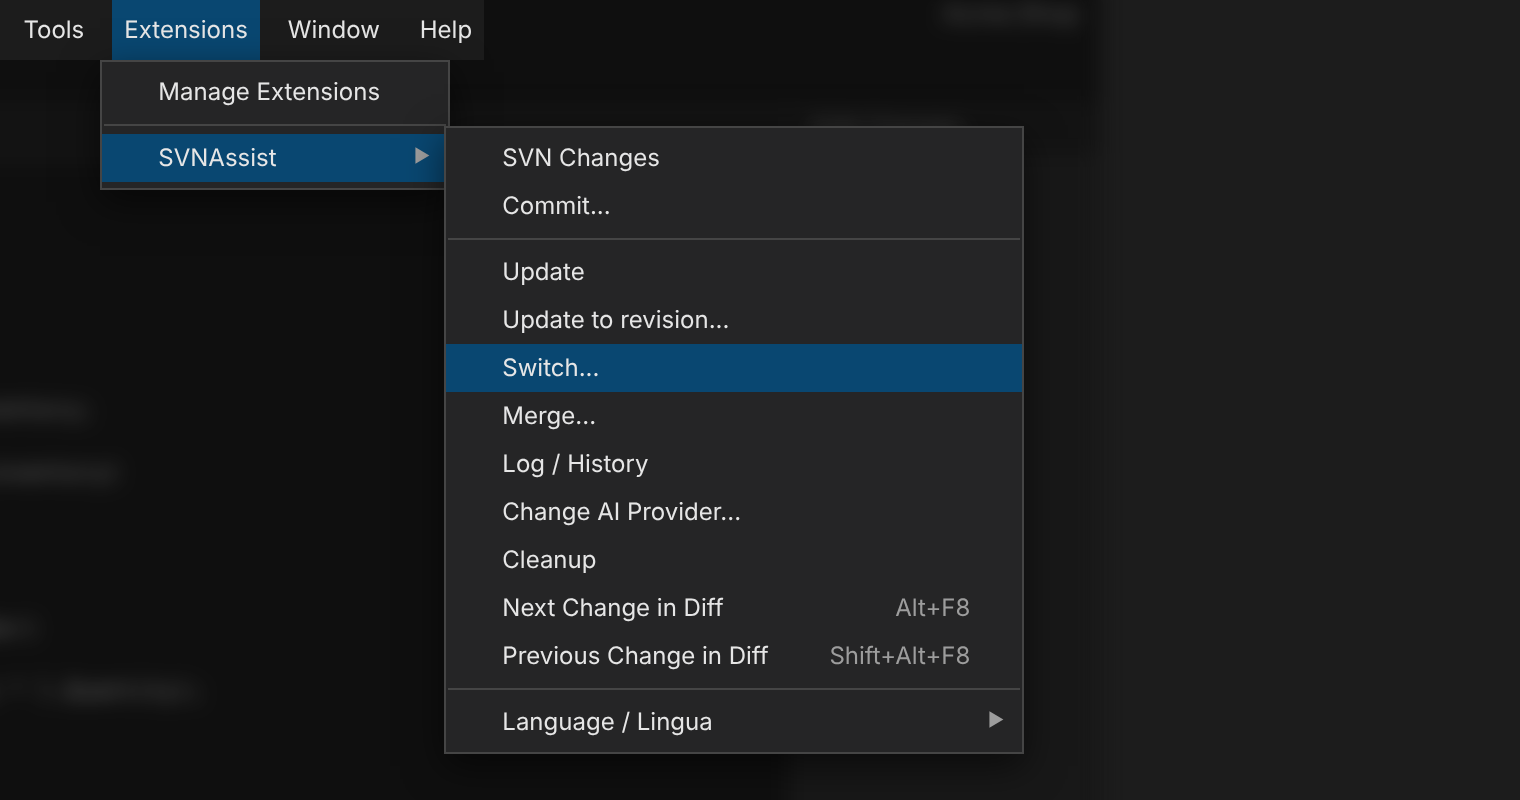 Tools Extensions Window Help
Manage Extensions
SVNAssist
SVN Changes
Commit...
Update
Update to revision...
Switch...
Merge...
Log / History
Change AI Provider...
Cleanup
Next Change in Diff Alt+F8
Previous Change in Diff Shift+Alt+F8
Language / Lingua